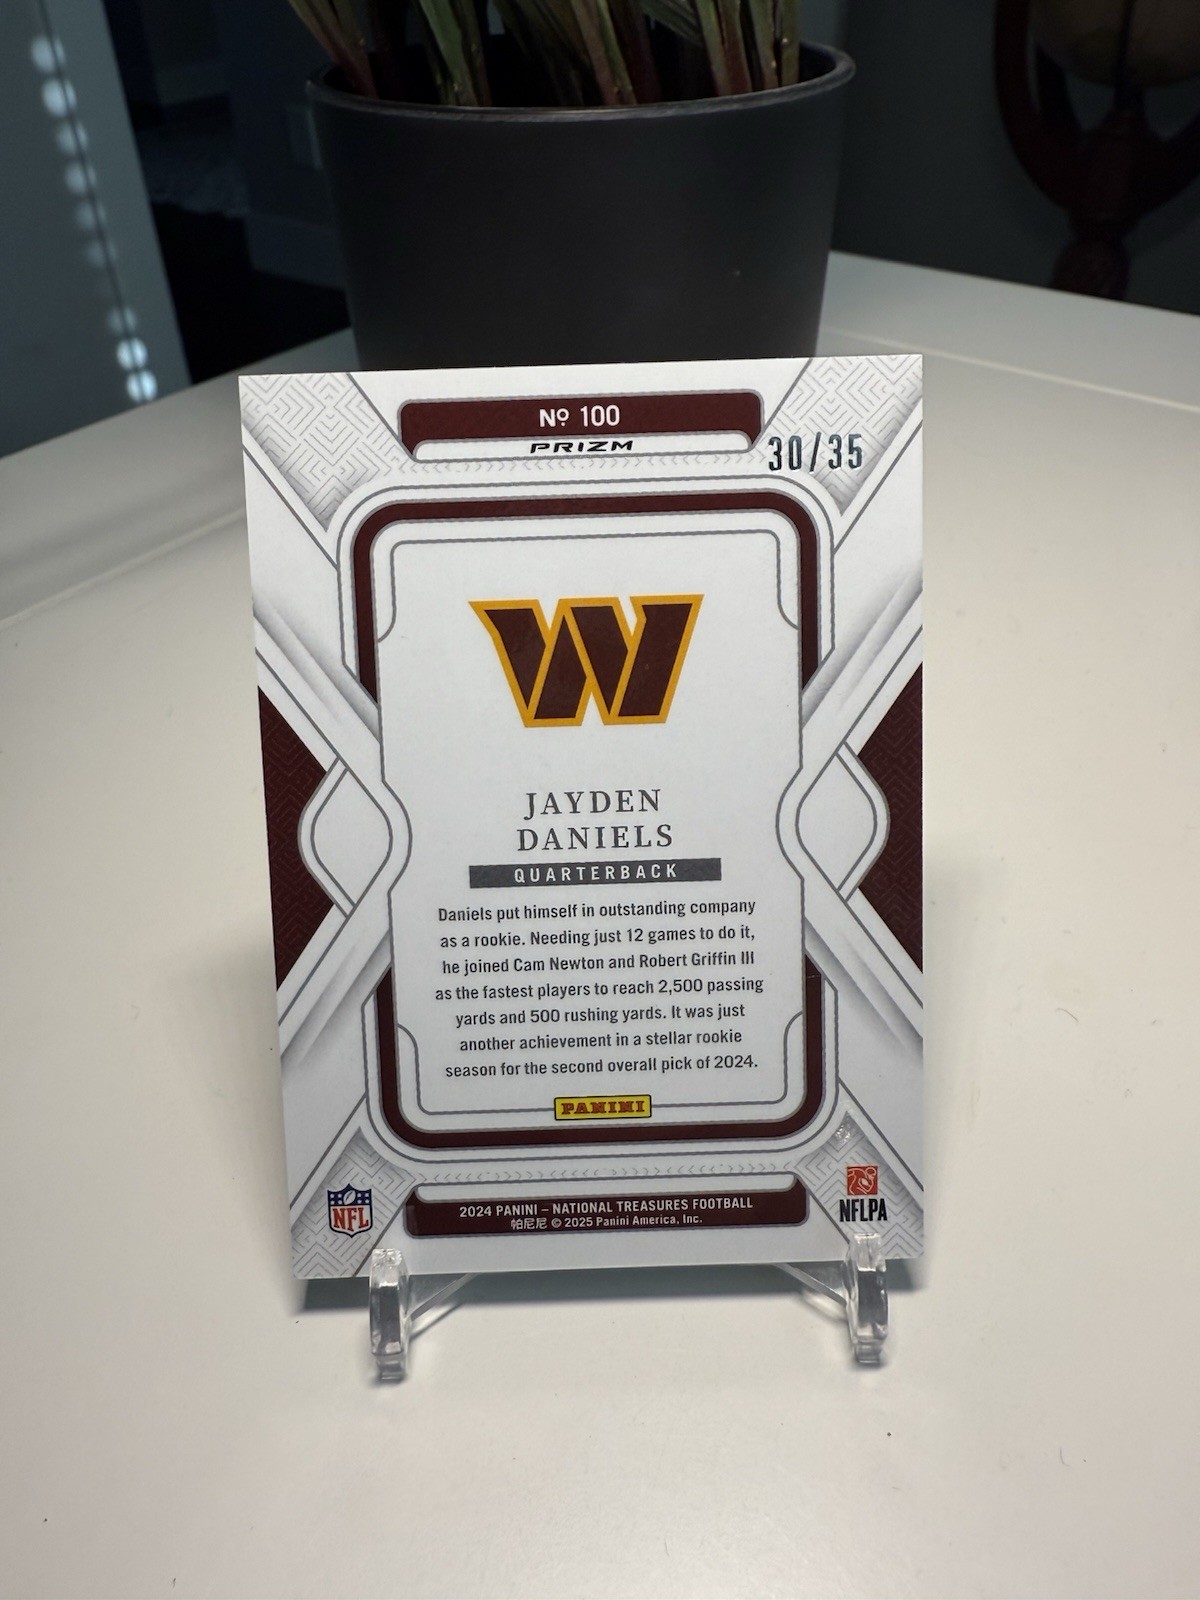 Nº 100
PRIZM
30/35
W
JAYDEN
DANIELS
QUARTERBACK
Daniels put himself in outstanding company
as a rookie. Needing just 12 games to do it,
he joined Cam Newton and Robert Griffin III
as the fastest players to reach 2,500 passing
yards and 500 rushing yards. It was just
another achievement in a stellar rookie
season for the second overall pick of 2024.
PANINI
NFL
2024 PANINI – NATIONAL TREASURES FOOTBALL
帕尼尼 © 2025 Panini America, Inc.
NFLPA